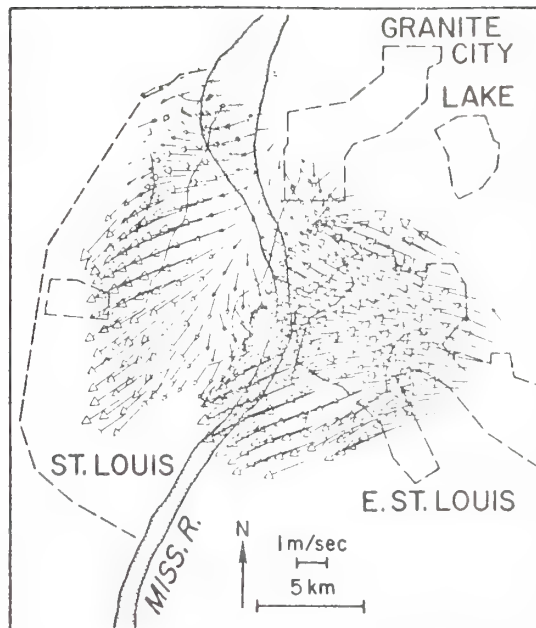 GRANITE
CITY
LAKE
ST. LOUIS
E. ST. LOUIS
MISS. R.
N
1 m/sec
5 km